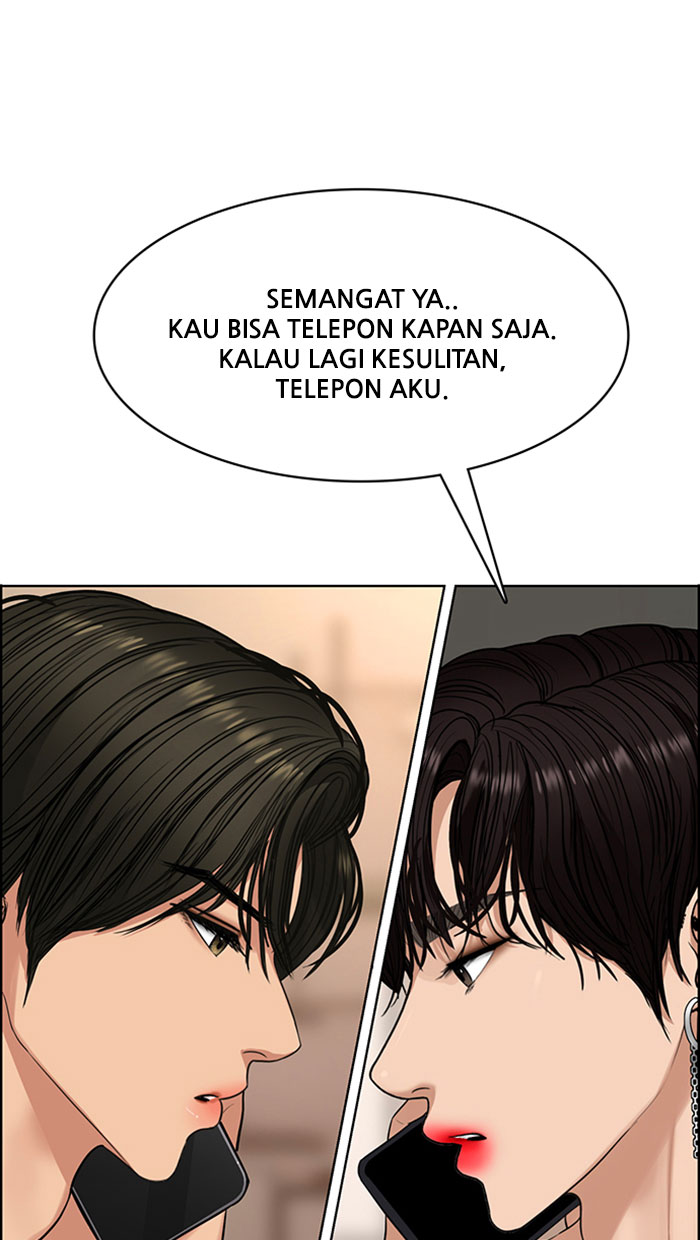 SEMANGAT YA..
KAU BISA TELEPON KAPAN SAJA.
KALAU LAGI KESULITAN,
TELEPON AKU.